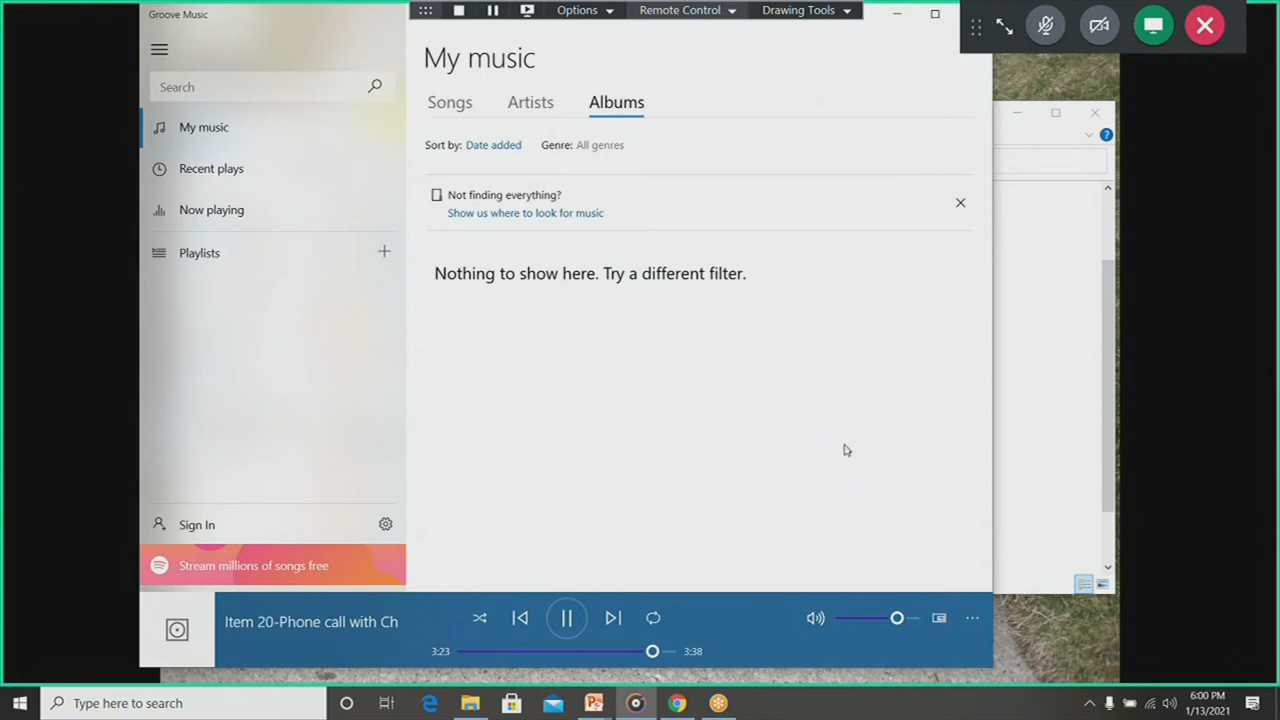 Groove Music
Options
Remote Control
Drawing Tools
Search
My music
Recent plays
Now playing
Playlists
Sign In
Stream millions of songs free
My music
Songs Artists Albums
Sort by: Date added Genre: All genres
Not finding everything?
Show us where to look for music
Nothing to show here. Try a different filter.
?
Item 20-Phone call with Ch
3:23
3:38
Type here to search
6:00 PM
1/13/2021